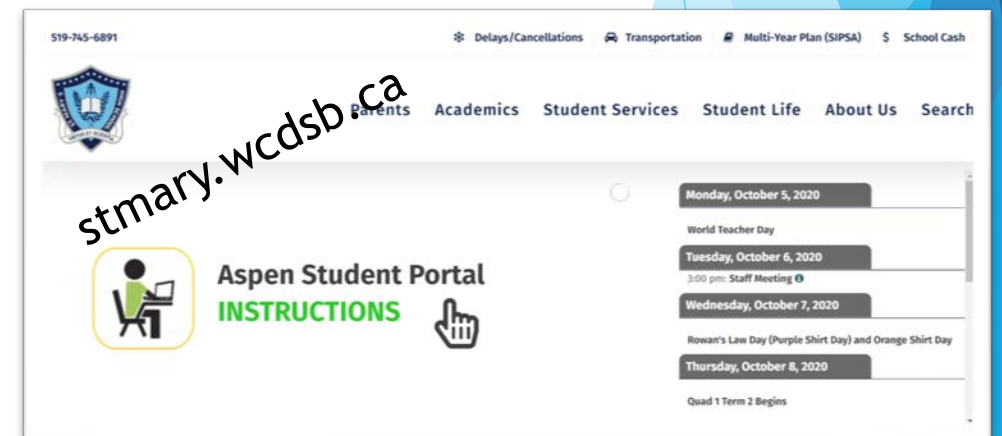 519-745-6891
Delays/Cancellations Transportation Multi-Year Plan (SIPSA) $ School Cash
Parents Academics Student Services Student Life About Us Search
stmary.wcdsb.ca
Aspen Student Portal
INSTRUCTIONS
Monday, October 5, 2020
World Teacher Day
Tuesday, October 6, 2020
3:00 pm: Staff Meeting
Wednesday, October 7, 2020
Rowan's Law Day (Purple Shirt Day) and Orange Shirt Day
Thursday, October 8, 2020
Quad 1 Term 2 Begins